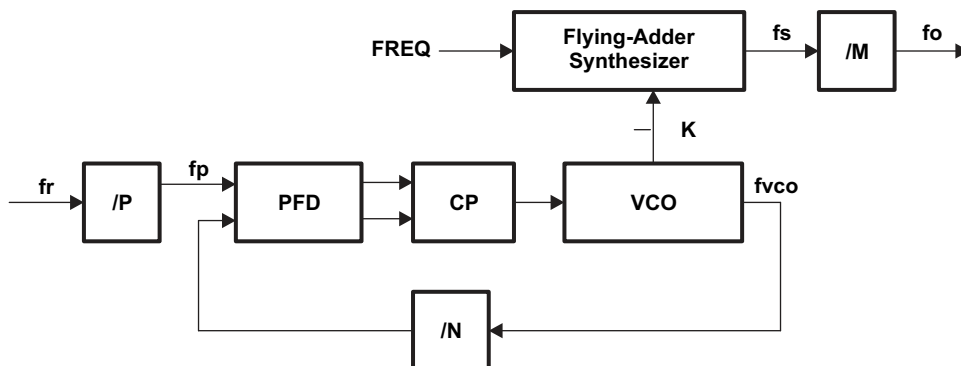 FREQ
Flying-Adder
Synthesizer
fs
/M
fo
K
fr
/P
fp
PFD
CP
VCO
fvco
/N